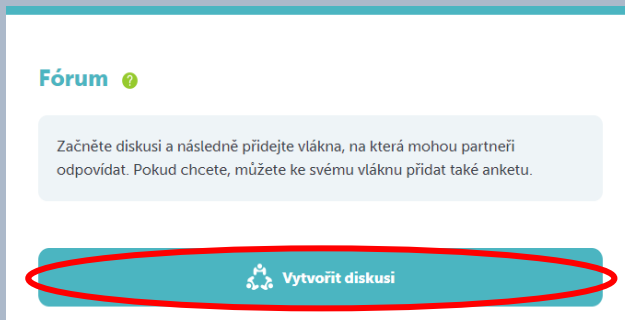 Fórum ?
Začněte diskusi a následně přidejte vlákna, na která mohou partneři
odpovídat. Pokud chcete, můžete ke svému vláknu přidat také anketu.
Vytvořit diskusi